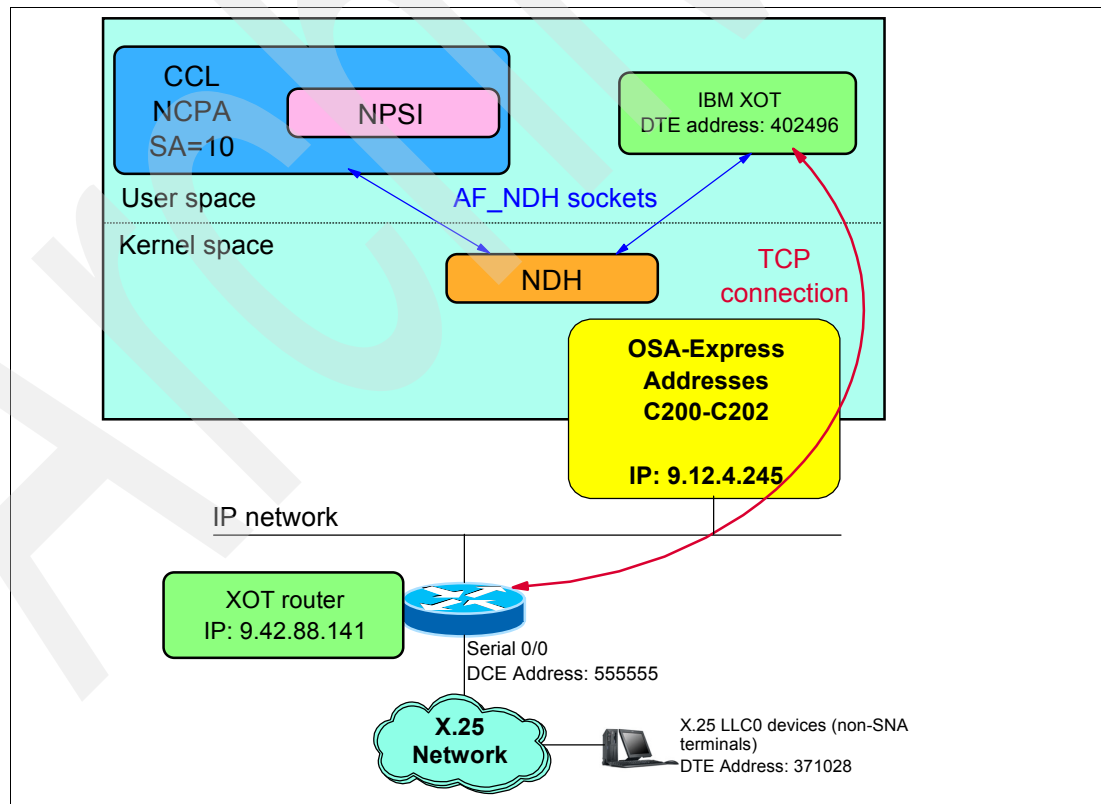 CCL
NCPA
SA=10
NPSI
IBM XOT
DTE address: 402496
User space
AF_NDH sockets
Kernel space
NDH
TCP
connection
OSA-Express
Addresses
C200-C202
IP: 9.12.4.245
IP network
XOT router
IP: 9.42.88.141
Serial 0/0
DCE Address: 555555
X.25
Network
X.25 LLC0 devices (non-SNA
terminals)
DTE Address: 371028